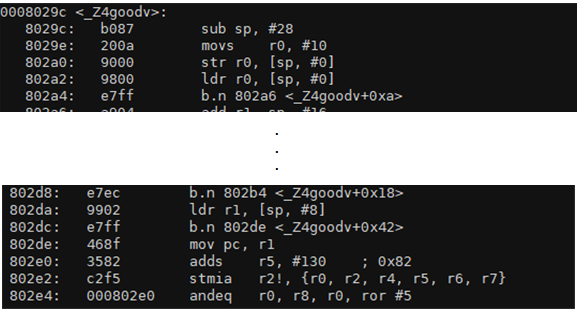 0008029c <_Z4goodv>:
8029c: b087 sub sp, #28
8029e: 200a movs r0, #10
802a0: 9000 str r0, [sp, #0]
802a2: 9800 ldr r0, [sp, #0]
802a4: e7ff b.n 802a6 <_Z4goodv+0xa>
.
.
.
802d8: e7ec b.n 802b4 <_Z4goodv+0x18>
802da: 9902 ldr r1, [sp, #8]
802dc: e7ff b.n 802de <_Z4goodv+0x42>
802de: 468f mov pc, r1
802e0: 3582 adds r5, #130 ; 0x82
802e2: c2f5 stmia r2!, {r0, r2, r4, r5, r6, r7}
802e4: 000802e0 andeq r0, r8, r0, ror #5